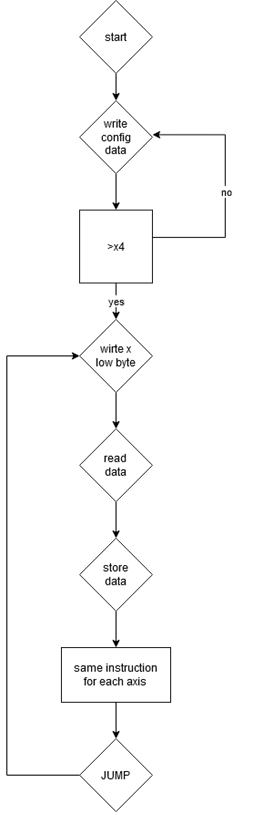 start
write
config
data
no
>x4
yes
wirte x
low byte
read
data
store
data
same instruction
for each axis
JUMP